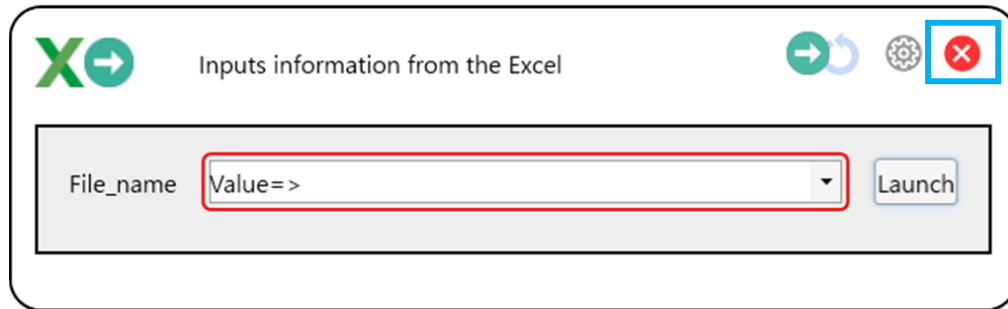 Inputs information from the Excel
File_name Value=> Launch